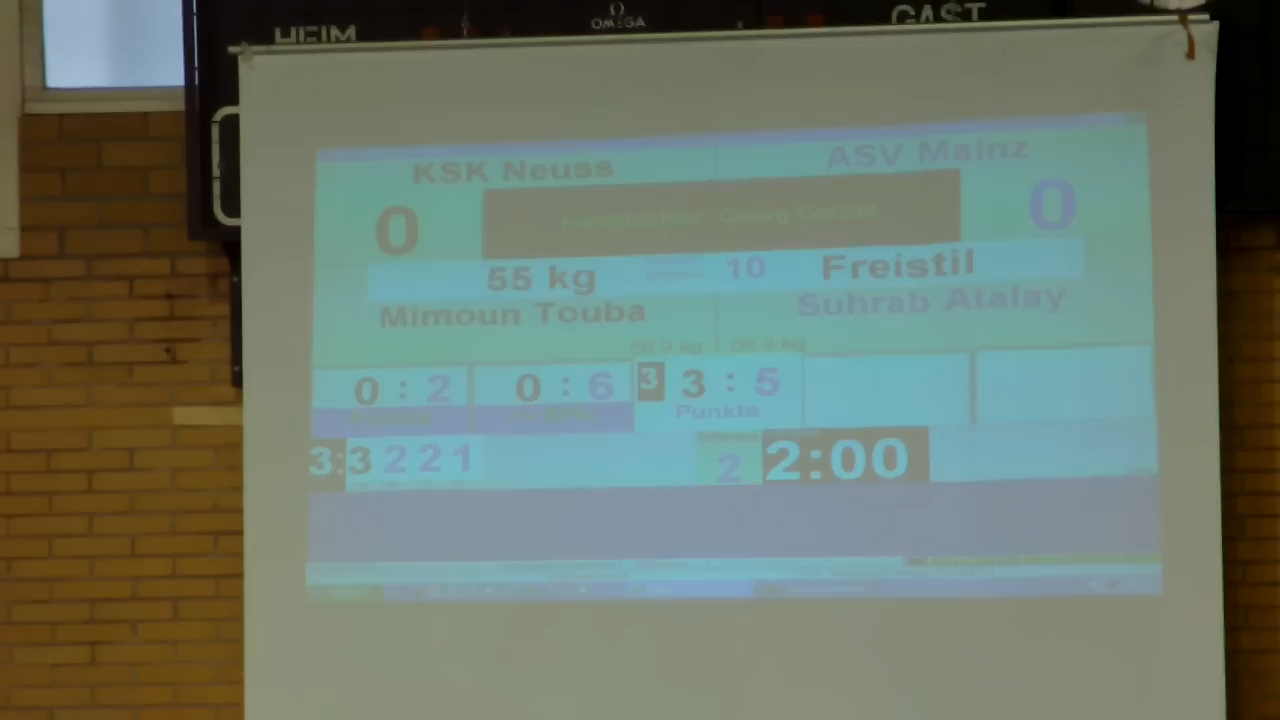 HEIM
OMEGA
GAST
KSK Neuss
ASV Mainz
0
0
55 kg
10
Freistil
Mimoun Touba
Suhrab Atalay
0 : 2
0 : 6
3 3 : 5
Punkte
3: 3 2 2 1
2
2:00